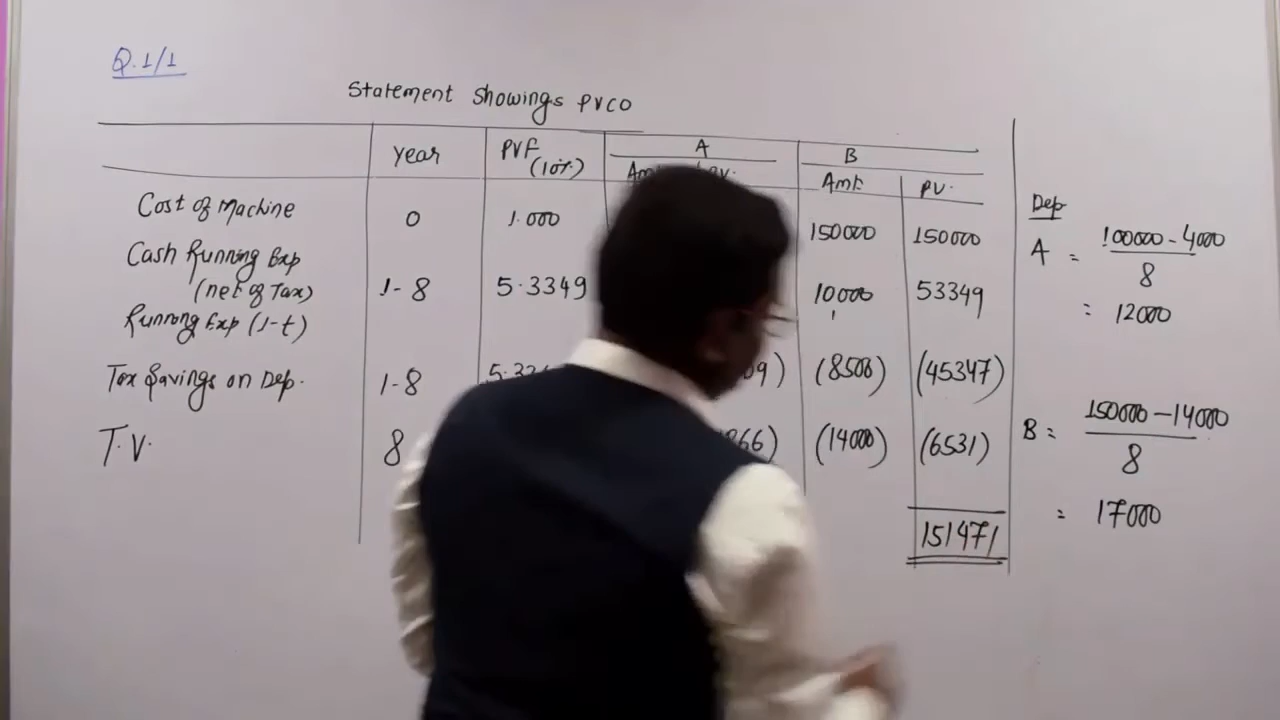 Q.1/1
Statement Showings PVCO
Year PVF (10%) A B
Amt PV.
Cost of Machine 0 1.000 150000 150000
Cash Running Exp
(net of Tax) 1-8 5.3349 10000 53349
Running Exp (1-t)
Tax Savings on Dep. 1-8 (8500) (45347)
T.V. 8 (14000) (6531)
151471
Dep
A = 100000 - 4000
8
= 12000
B = 150000 - 14000
8
= 17000